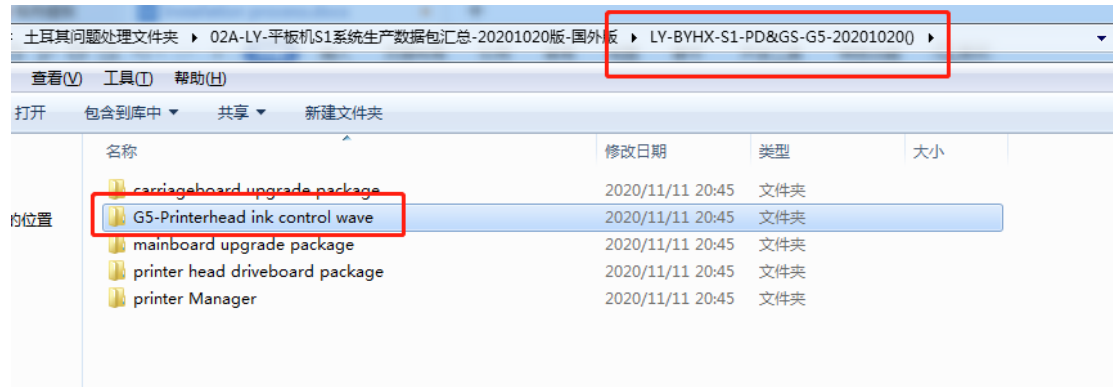 土耳其问题处理文件夹 ▸ 02A-LY-平板机S1系统生产数据包汇总-20201020版-国外版 ▸ LY-BYHX-S1-PD&GS-G5-20201020() ▸
查看(V) 工具(T) 帮助(H)
打开 包含到库中 ▼ 共享 ▼ 新建文件夹
名称 修改日期 类型 大小
carriageboard upgrade package 2020/11/11 20:45 文件夹
的位置 G5-Printerhead ink control wave 2020/11/11 20:45 文件夹
mainboard upgrade package 2020/11/11 20:45 文件夹
printer head driveboard package 2020/11/11 20:45 文件夹
printer Manager 2020/11/11 20:45 文件夹